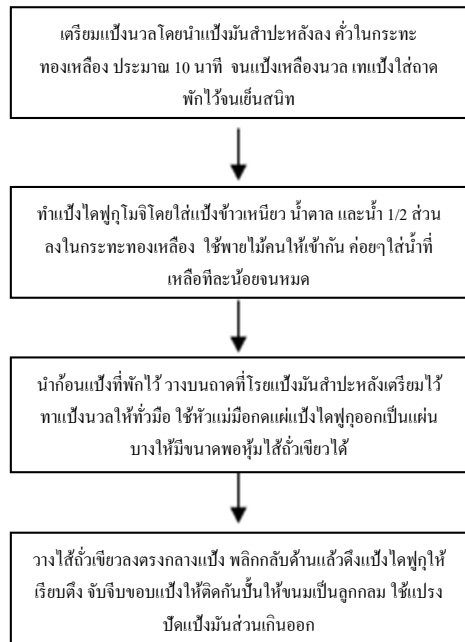 เตรียมแป้งนวลโดยนำแป้งมันสำปะหลังลง คั่วในกระทะ
ทองเหลือง ประมาณ 10 นาที จนแป้งเหลืองนวล เทแป้งใส่ถาด
พักไว้จนเย็นสนิท
ทำแป้งไดฟูกุโมจิโดยใส่แป้งข้าวเหนียว น้ำตาล และน้ำ 1/2 ส่วน
ลงในกระทะทองเหลือง ใช้พายไม้คนให้เข้ากัน ค่อยๆใส่น้ำที่
เหลือทีละน้อยจนหมด
นำก้อนแป้งที่พักไว้ วางบนถาดที่โรยแป้งมันสำปะหลังเตรียมไว้
ทาแป้งนวลให้ทั่วมือ ใช้หัวแม่มือกดแผ่แป้งไดฟูกุออกเป็นแผ่น
บางให้มีขนาดพอหุ้มไส้ถั่วเขียวได้
วางไส้ถั่วเขียวลงตรงกลางแป้ง พลิกกลับด้านแล้วดึงแป้งไดฟูกุให้
เรียบตึง จับจีบขอบแป้งให้ติดกันปั้นให้ขนมเป็นลูกกลม ใช้แปรง
ปัดแป้งมันส่วนเกินออก